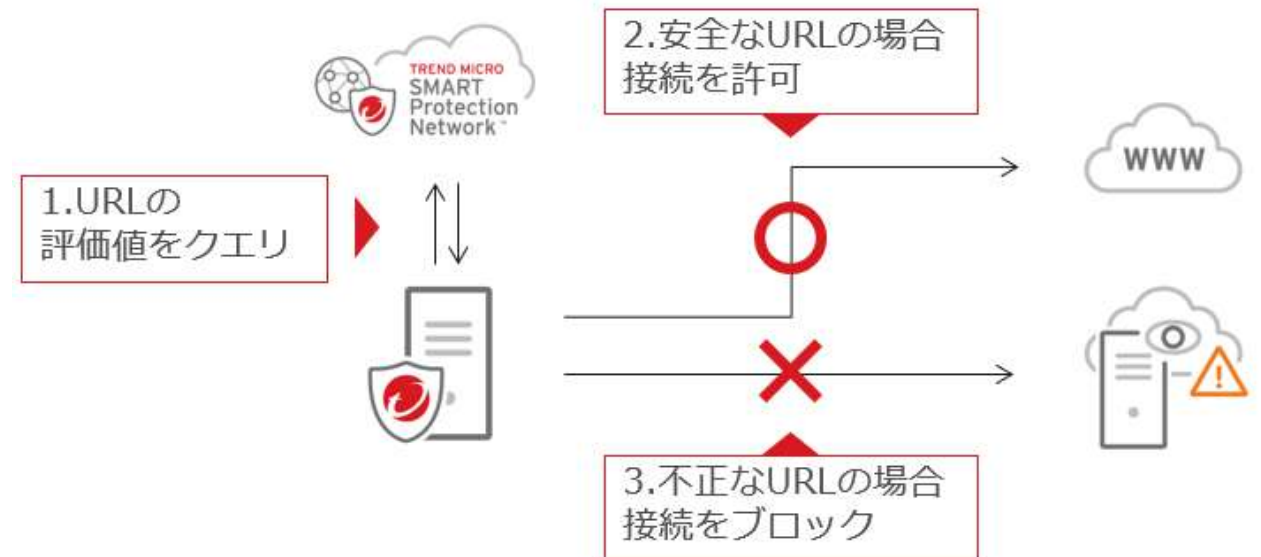 TREND MICRO
SMART
Protection
Network™
1.URLの
評価値をクエリ
2.安全なURLの場合
接続を許可
WWW
3.不正なURLの場合
接続をブロック